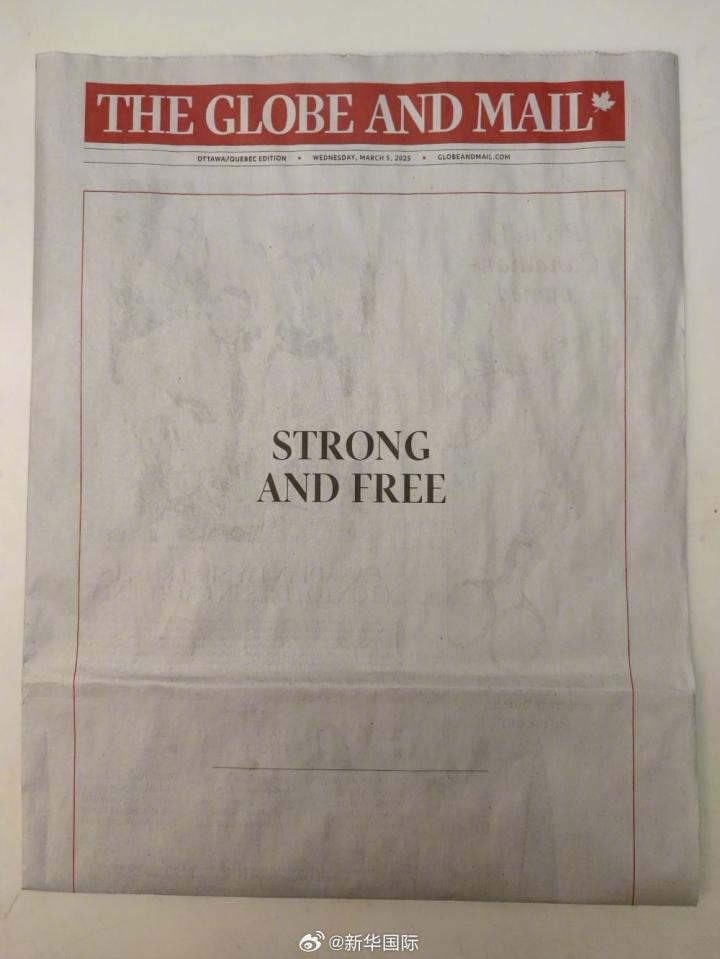 THE GLOBE AND MAIL
OTTAWA/QUEBEC EDITION • WEDNESDAY, MARCH 5, 2025 • GLOBEANDMAIL.COM
STRONG
AND FREE
@新华国际